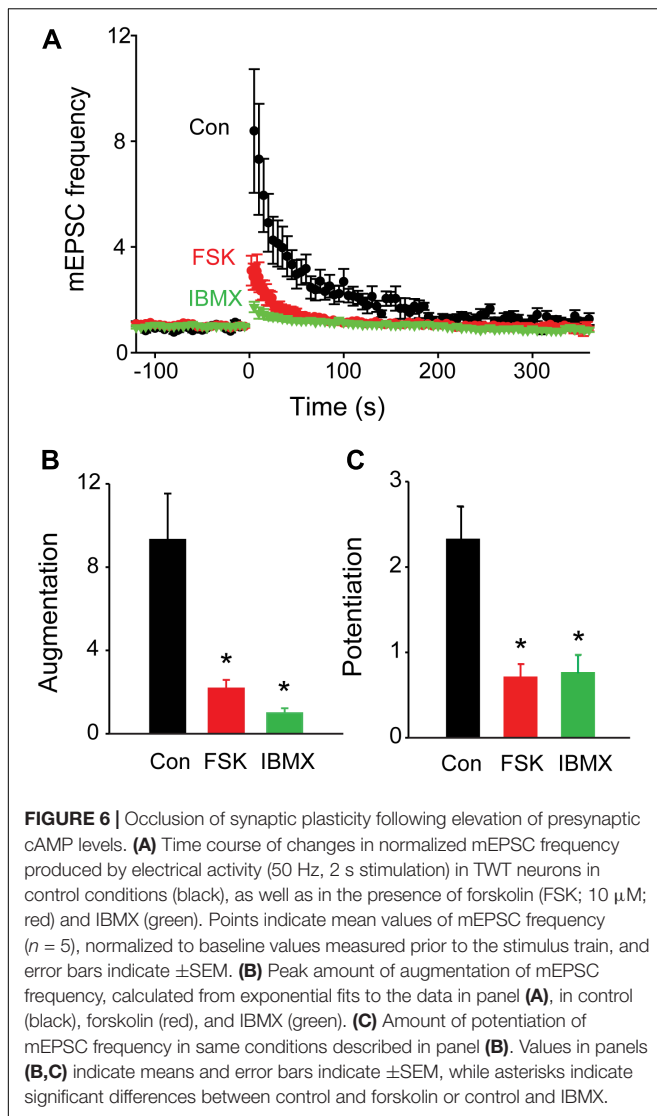 A
12
8
4
0
mEPSC frequency
Con
FSK
IBMX
-100 0 100 200 300
Time (s)
B
12
8
4
0
Augmentation
*
*
Con FSK IBMX
C
3
2
1
0
Potentiation
*
*
Con FSK IBMX
FIGURE 6 | Occlusion of synaptic plasticity following elevation of presynaptic
cAMP levels. (A) Time course of changes in normalized mEPSC frequency
produced by electrical activity (50 Hz, 2 s stimulation) in TWT neurons in
control conditions (black), as well as in the presence of forskolin (FSK; 10 μM;
red) and IBMX (green). Points indicate mean values of mEPSC frequency
(n = 5), normalized to baseline values measured prior to the stimulus train, and
error bars indicate ±SEM. (B) Peak amount of augmentation of mEPSC
frequency, calculated from exponential fits to the data in panel (A), in control
(black), forskolin (red), and IBMX (green). (C) Amount of potentiation of
mEPSC frequency in same conditions described in panel (B). Values in panels
(B,C) indicate means and error bars indicate ±SEM, while asterisks indicate
significant differences between control and forskolin or control and IBMX.